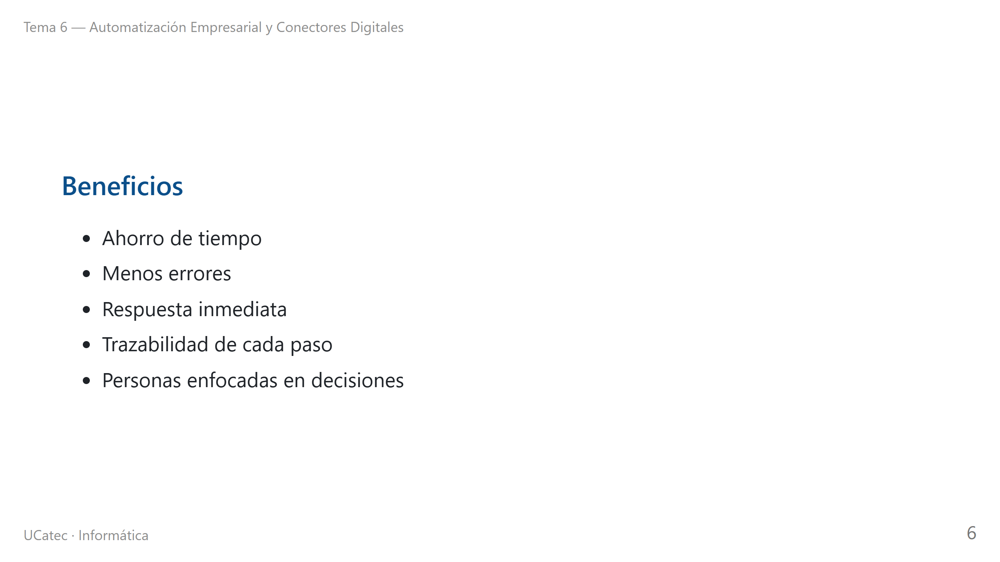 Tema 6 — Automatización Empresarial y Conectores Digitales
Beneficios
• Ahorro de tiempo
• Menos errores
• Respuesta inmediata
• Trazabilidad de cada paso
• Personas enfocadas en decisiones
UCatec · Informática
6